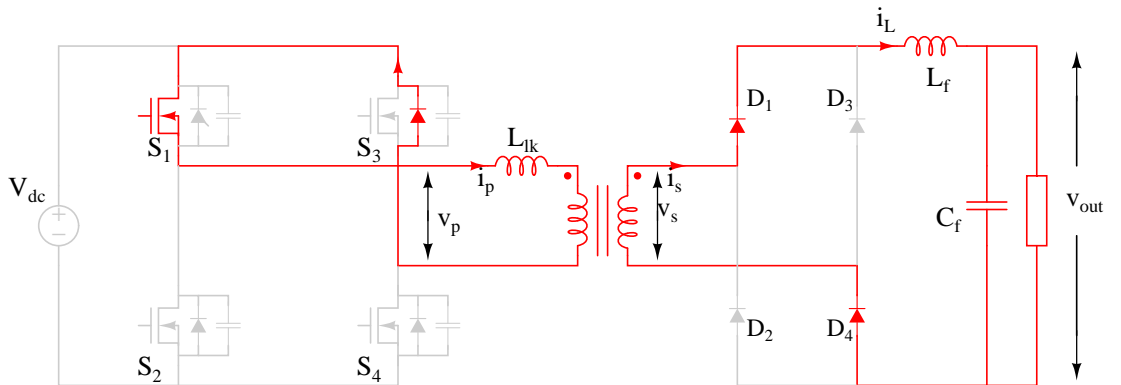 i_L
L_f
D_1
D_3
S_1
S_3
L_lk
V_dc
i_p
i_s
v_p
v_s
C_f
v_out
S_2
S_4
D_2
D_4